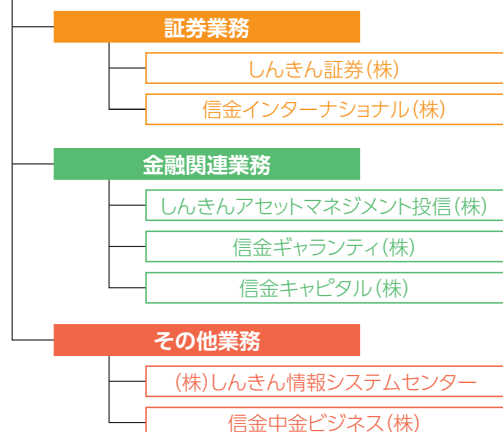 証券業務
しんきん証券(株)
信金インターナショナル(株)
金融関連業務
しんきんアセットマネジメント投信(株)
信金ギャランティ(株)
信金キャピタル(株)
その他業務
(株)しんきん情報システムセンター
信金中金ビジネス(株)